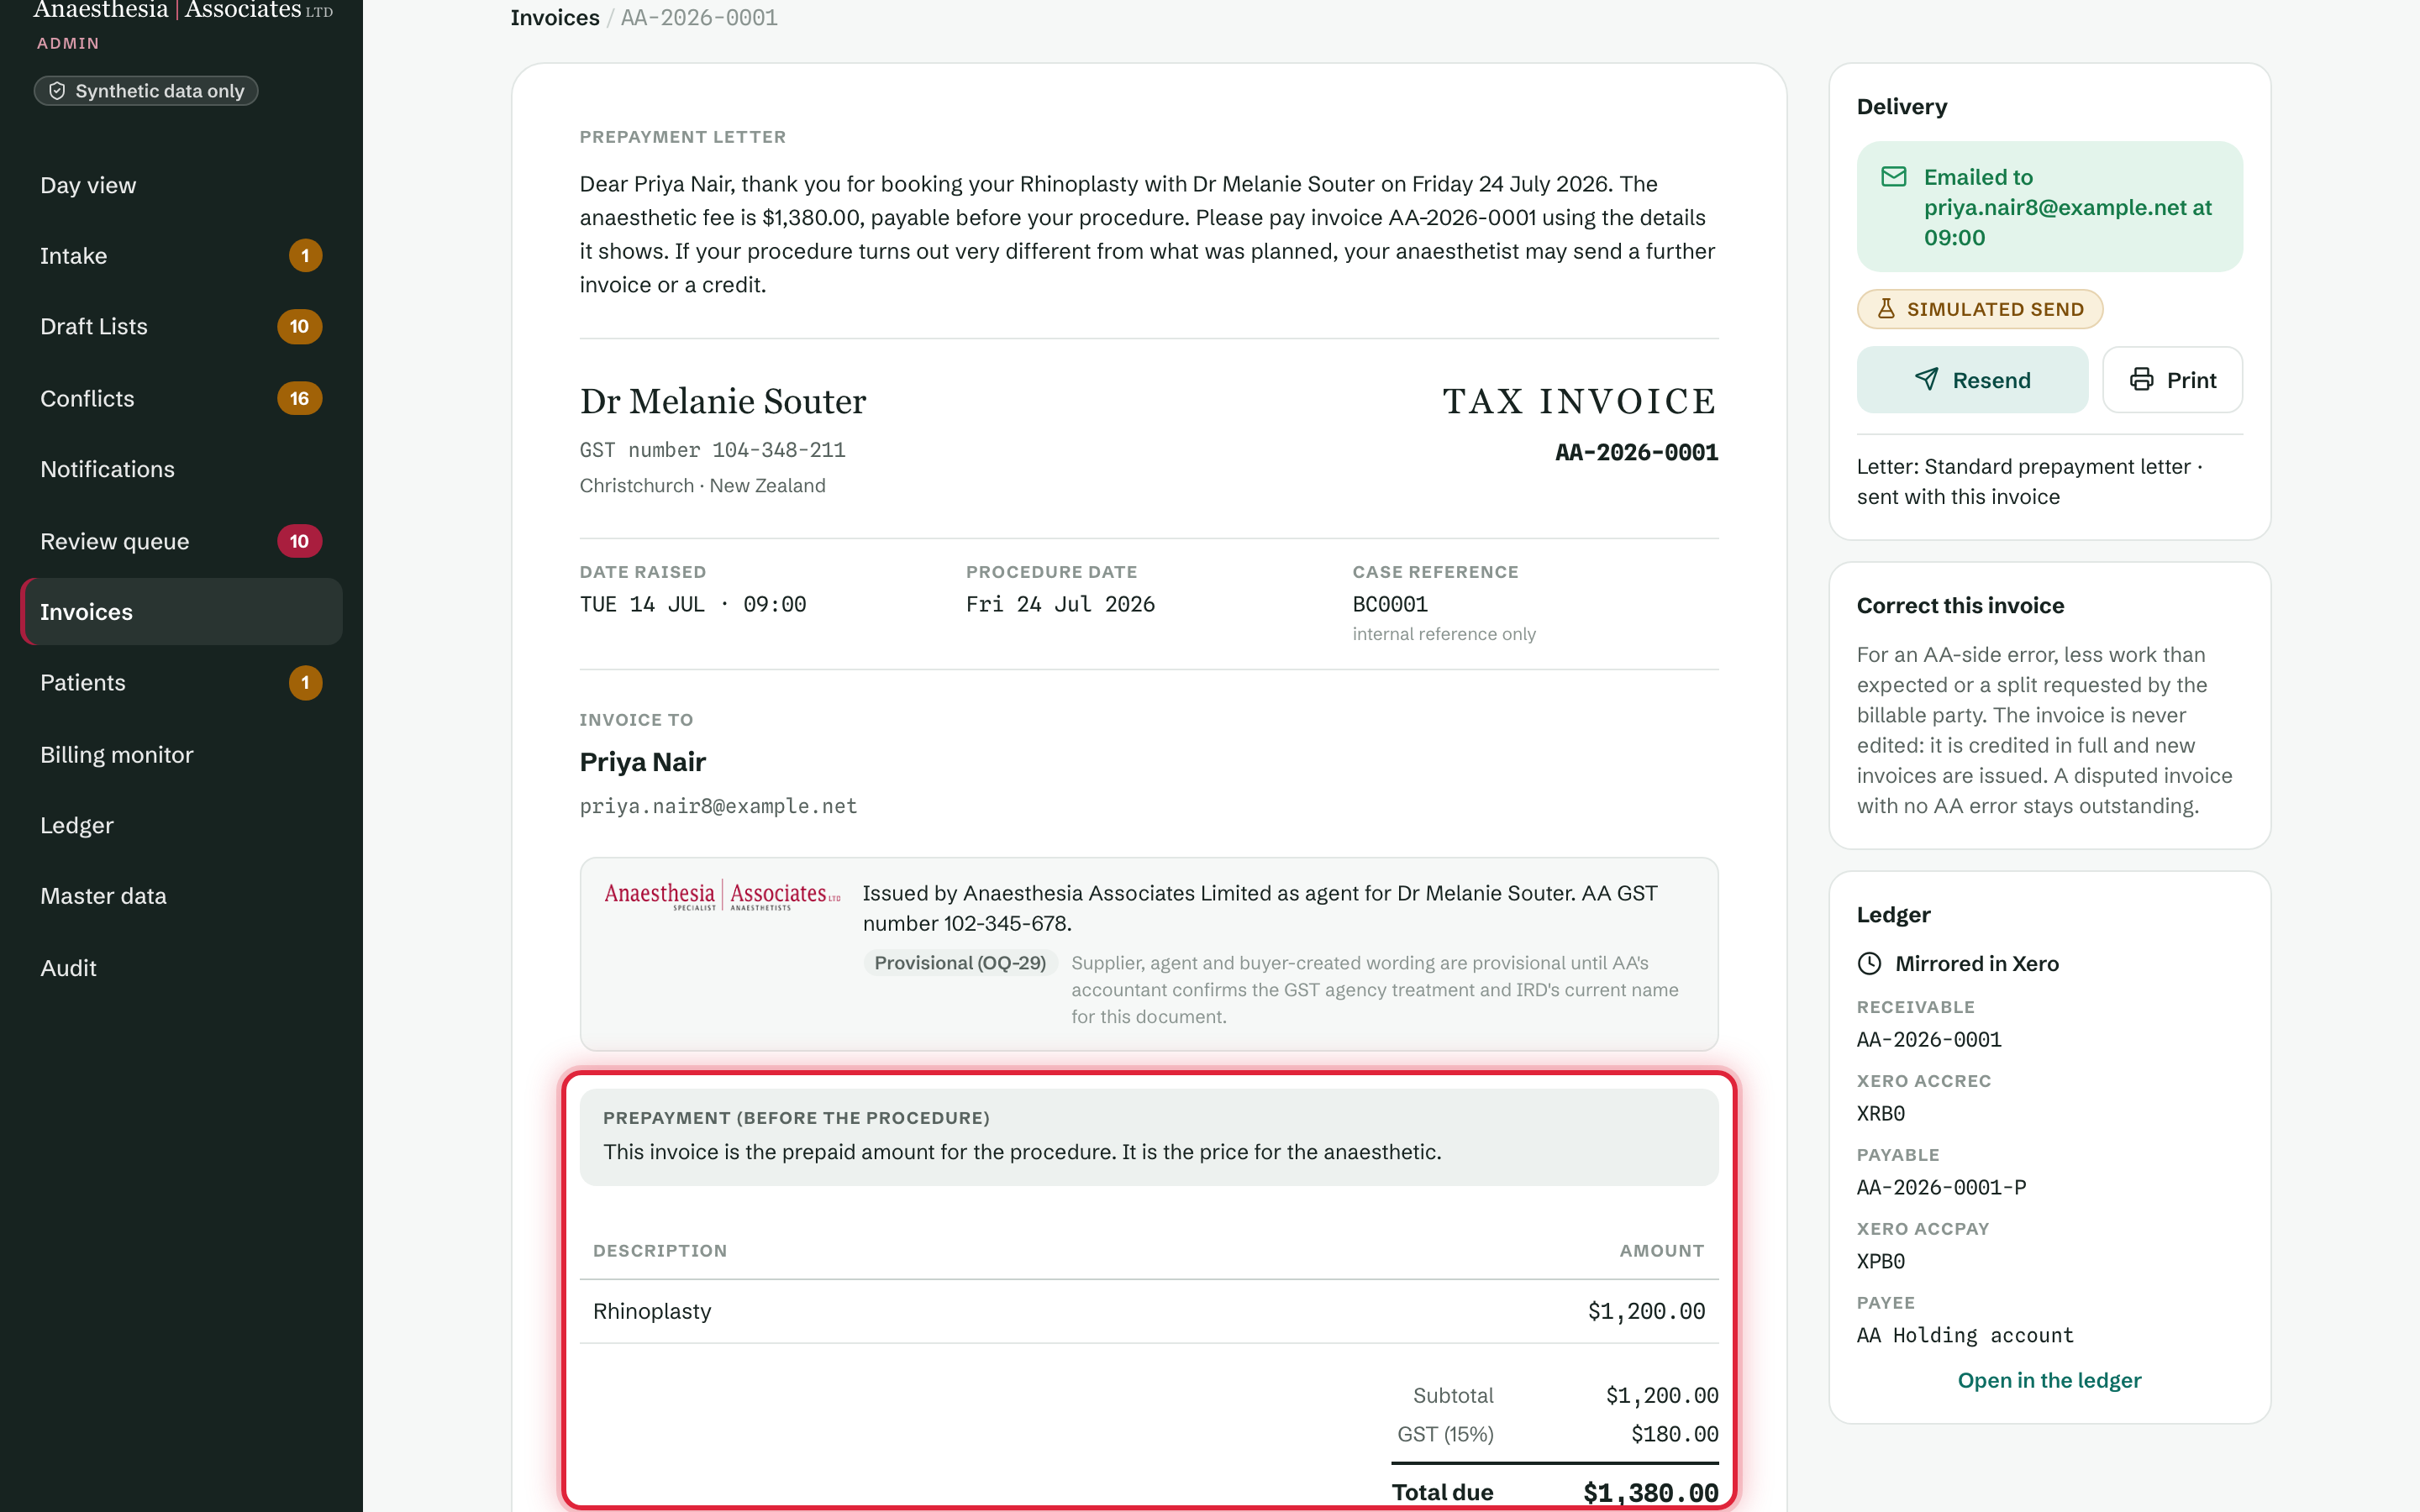 Anaesthesia | Associates LTD
ADMIN
Synthetic data only
Day view
Intake 1
Draft Lists 10
Conflicts 16
Notifications
Review queue 10
Invoices
Patients 1
Billing monitor
Ledger
Master data
Audit
Invoices / AA-2026-0001
PREPAYMENT LETTER
Dear Priya Nair, thank you for booking your Rhinoplasty with Dr Melanie Souter on Friday 24 July 2026. The
anaesthetic fee is $1,380.00, payable before your procedure. Please pay invoice AA-2026-0001 using the details
it shows. If your procedure turns out very different from what was planned, your anaesthetist may send a further
invoice or a credit.
Dr Melanie Souter
GST number 104-348-211
Christchurch · New Zealand
TAX INVOICE
AA-2026-0001
DATE RAISED
TUE 14 JUL · 09:00
PROCEDURE DATE
Fri 24 Jul 2026
CASE REFERENCE
BC0001
internal reference only
INVOICE TO
Priya Nair
priya.nair8@example.net
Anaesthesia | Associates LTD
SPECIALIST ANAESTHETISTS
Issued by Anaesthesia Associates Limited as agent for Dr Melanie Souter. AA GST
number 102-345-678.
Provisional (OQ-29)
Supplier, agent and buyer-created wording are provisional until AA's
accountant confirms the GST agency treatment and IRD's current name
for this document.
PREPAYMENT (BEFORE THE PROCEDURE)
This invoice is the prepaid amount for the procedure. It is the price for the anaesthetic.
DESCRIPTION AMOUNT
Rhinoplasty $1,200.00
Subtotal $1,200.00
GST (15%) $180.00
Total due $1,380.00
Delivery
Emailed to
priya.nair8@example.net at
09:00
SIMULATED SEND
Resend
Print
Letter: Standard prepayment letter ·
sent with this invoice
Correct this invoice
For an AA-side error, less work than
expected or a split requested by the
billable party. The invoice is never
edited: it is credited in full and new
invoices are issued. A disputed invoice
with no AA error stays outstanding.
Ledger
Mirrored in Xero
RECEIVABLE
AA-2026-0001
XERO ACCREC
XRB0
PAYABLE
AA-2026-0001-P
XERO ACCPAY
XPB0
PAYEE
AA Holding account
Open in the ledger